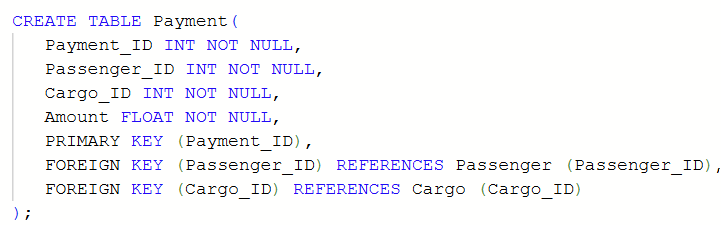 CREATE TABLE Payment(
Payment_ID INT NOT NULL,
Passenger_ID INT NOT NULL,
Cargo_ID INT NOT NULL,
Amount FLOAT NOT NULL,
PRIMARY KEY (Payment_ID),
FOREIGN KEY (Passenger_ID) REFERENCES Passenger (Passenger_ID),
FOREIGN KEY (Cargo_ID) REFERENCES Cargo (Cargo_ID)
);